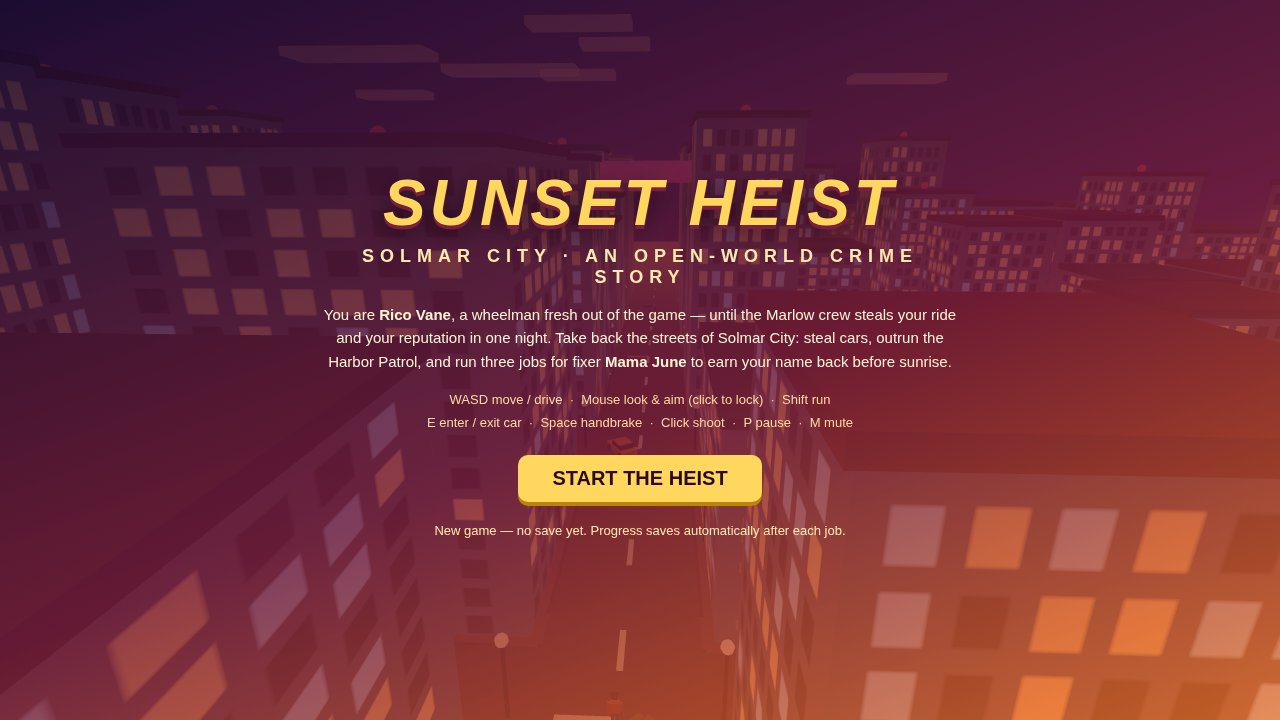 SUNSET HEIST
SOLMAR CITY · AN OPEN-WORLD CRIME
STORY
You are Rico Vane, a wheelman fresh out of the game — until the Marlow crew steals your ride
and your reputation in one night. Take back the streets of Solmar City: steal cars, outrun the
Harbor Patrol, and run three jobs for fixer Mama June to earn your name back before sunrise.
WASD move / drive · Mouse look & aim (click to lock) · Shift run
E enter / exit car · Space handbrake · Click shoot · P pause · M mute
START THE HEIST
New game — no save yet. Progress saves automatically after each job.